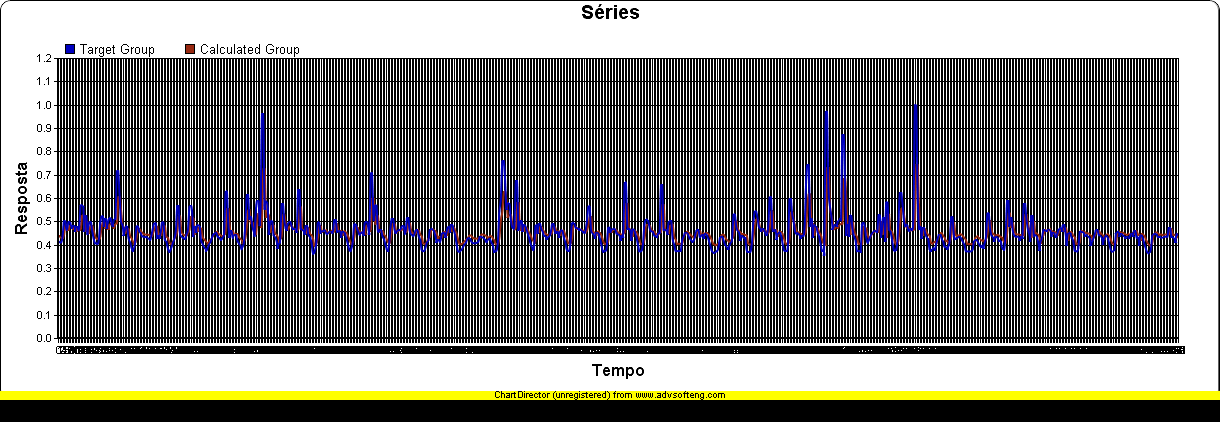 Séries
Target Group Calculated Group
1.2
1.1
1.0
0.9
0.8
0.7
0.6
0.5
0.4
0.3
0.2
0.1
0.0
Resposta
Tempo
ChartDirector (unregistered) from www.advsofteng.com